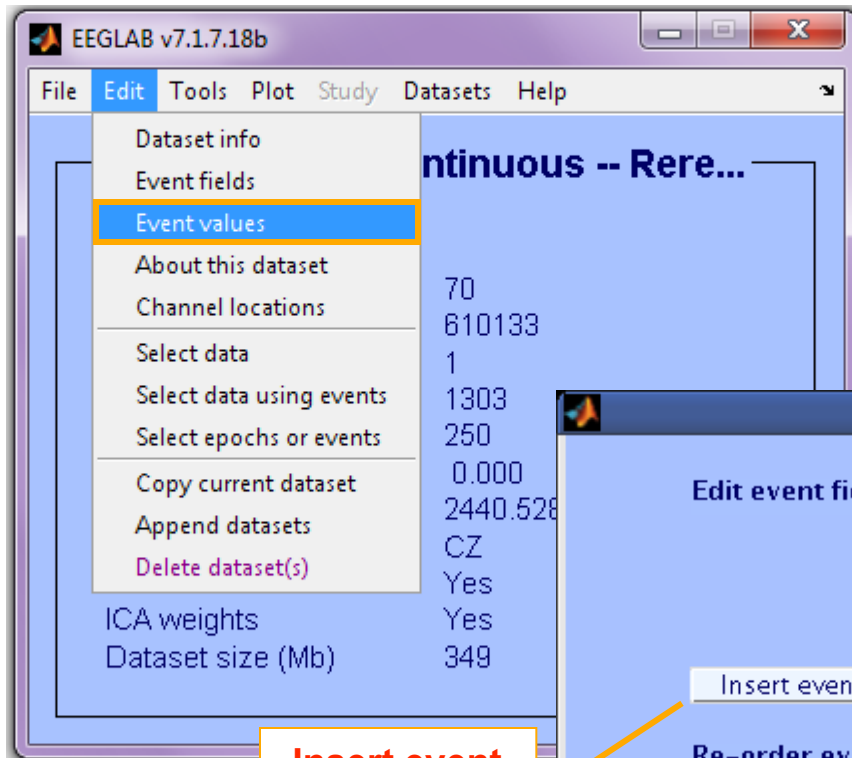 EEGLAB v7.1.7.18b
File Edit Tools Plot Study Datasets Help
Dataset info
Event fields
Event values
About this dataset
Channel locations
Select data
Select data using events
Select epochs or events
Copy current dataset
Append datasets
Delete dataset(s)
ntinuous -- Rere...
70
610133
1
1303
250
0.000
2440.528
CZ
Yes
ICA weights Yes
Dataset size (Mb) 349
Insert event
Edit event fi
Insert even
Re-order ev